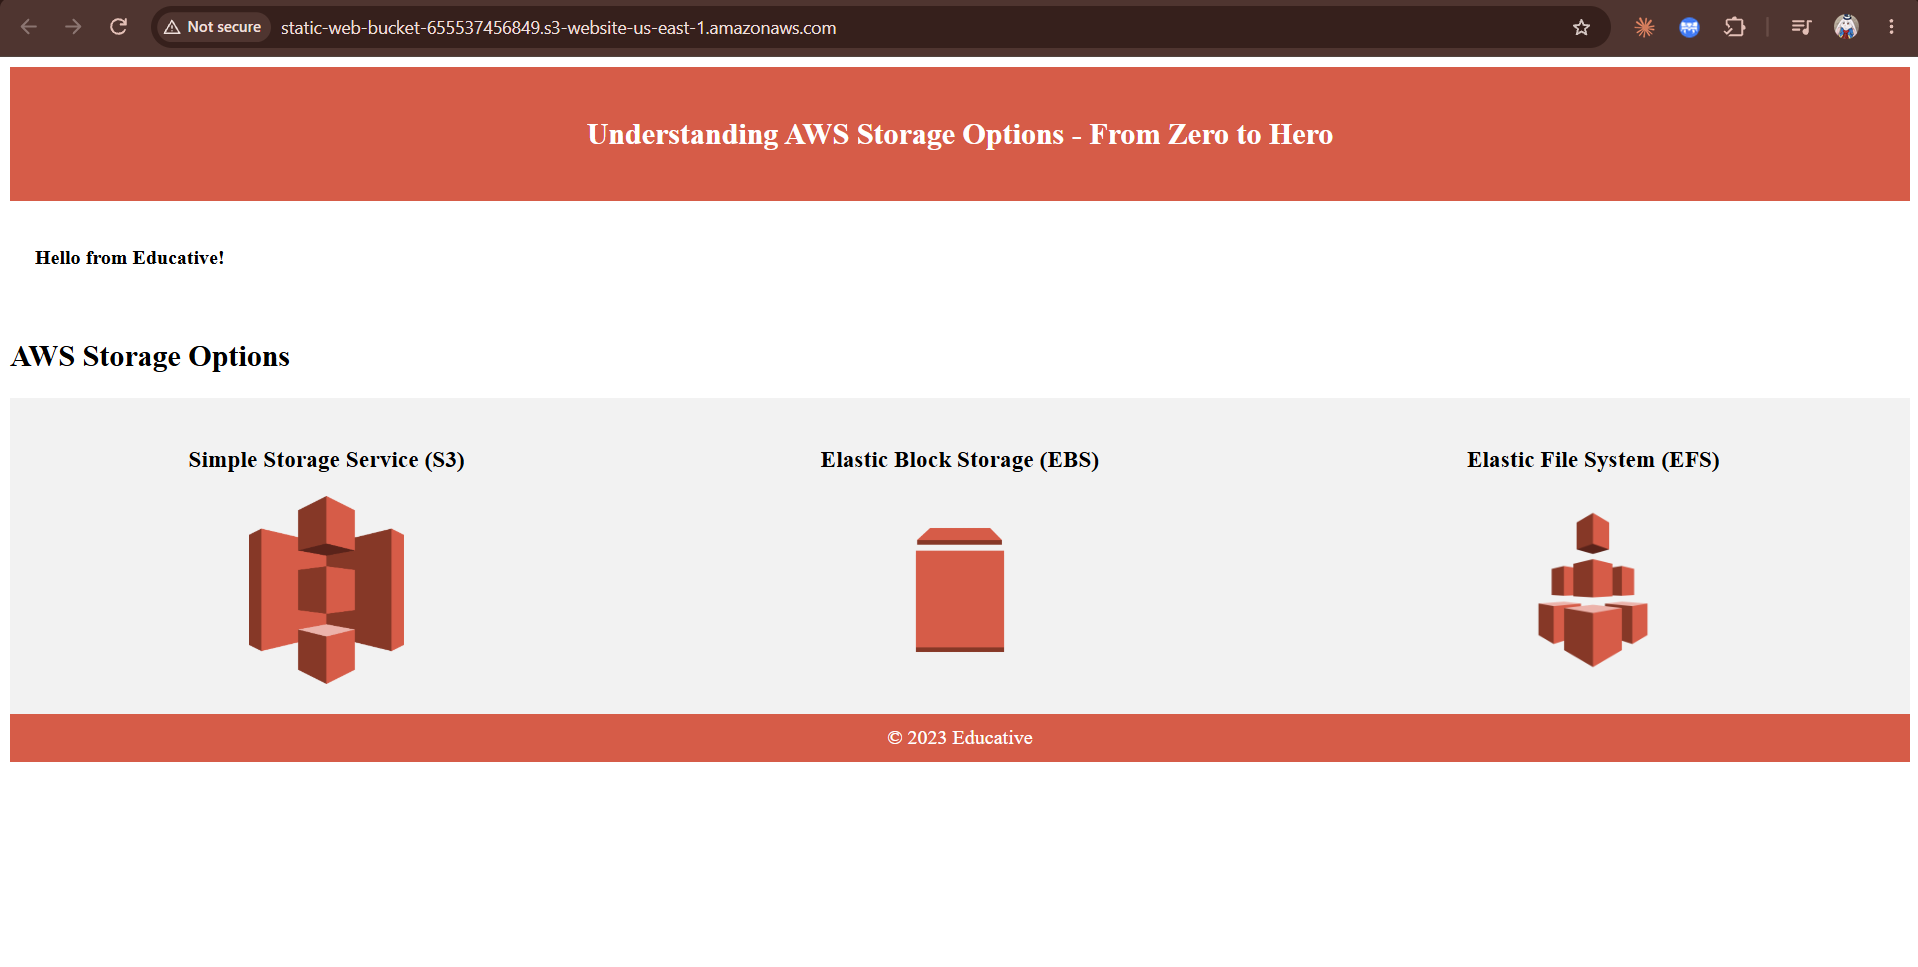 Not secure
static-web-bucket-655537456849.s3-website-us-east-1.amazonaws.com
Understanding AWS Storage Options - From Zero to Hero
Hello from Educative!
AWS Storage Options
Simple Storage Service (S3)
Elastic Block Storage (EBS)
Elastic File System (EFS)
© 2023 Educative